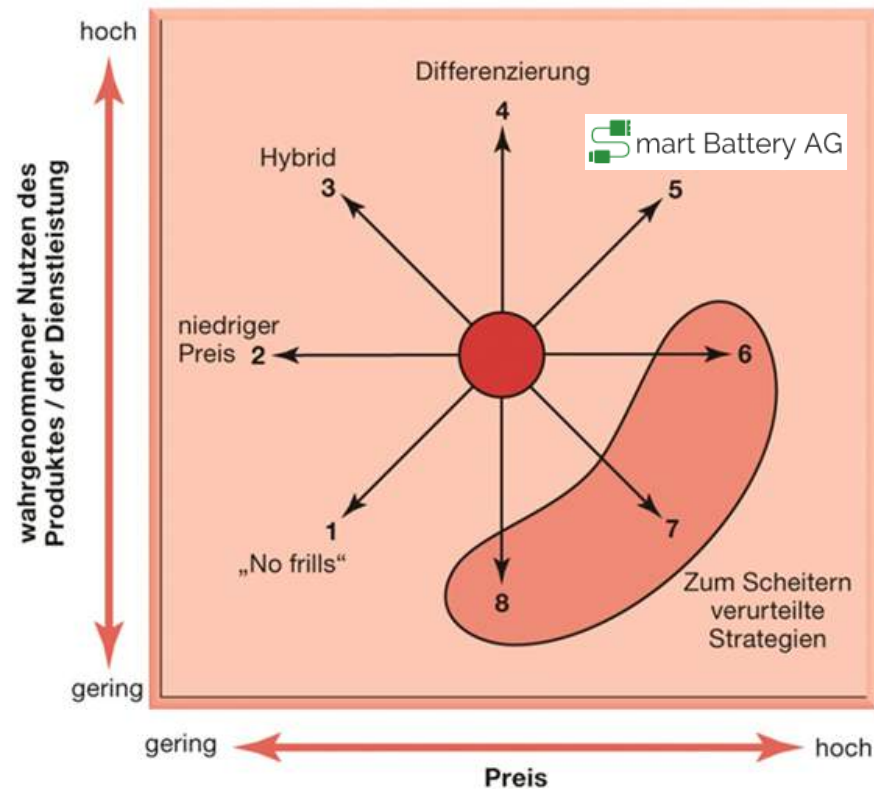 hoch
Differenzierung
4
Smart Battery AG
Hybrid
3
5
wahrgenommener Nutzen des
Produktes / der Dienstleistung
niedriger
Preis 2
6
1
„No frills“
7
8
Zum Scheitern
verurteilte
Strategien
gering
gering
hoch
Preis